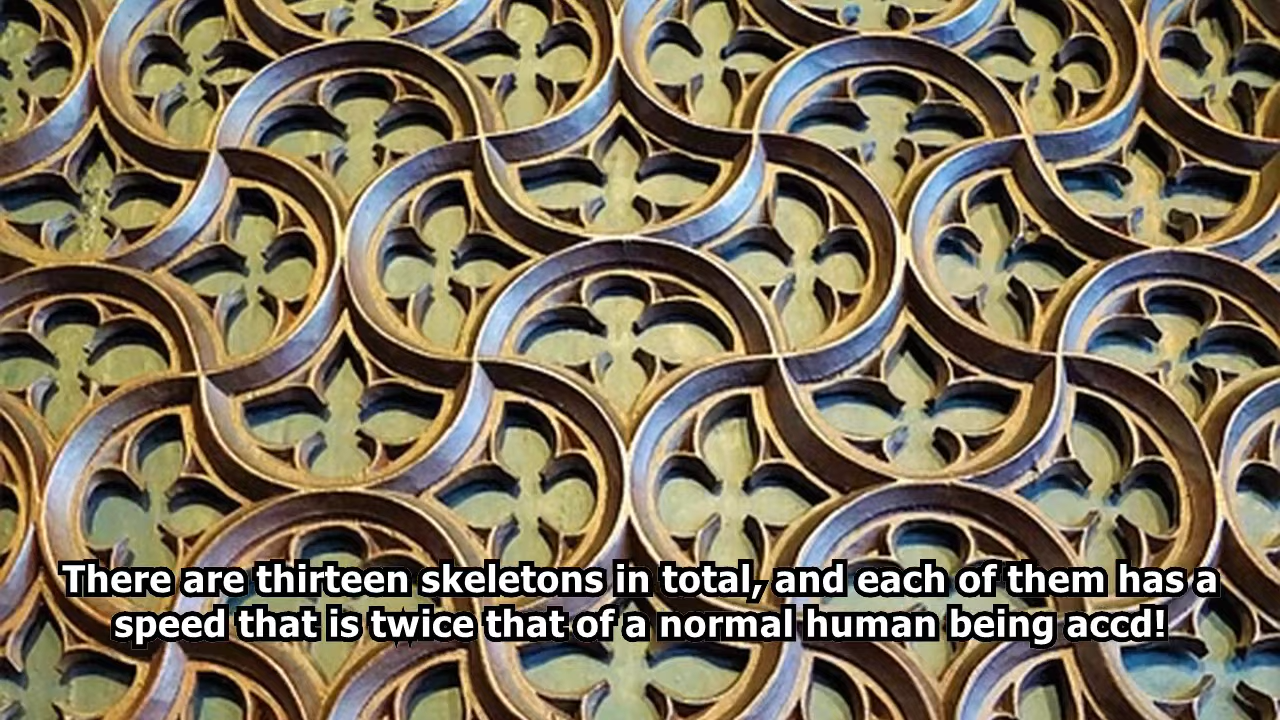 There are thirteen skeletons in total, and each of them has a
speed that is twice that of a normal human being accd!